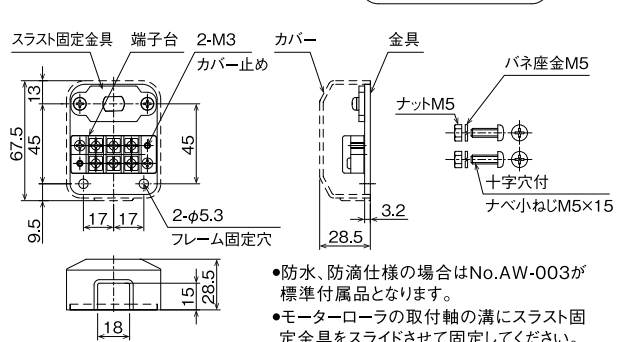 スラスト固定金具 端子台 2-M3 カバー 金具
カバー止め
バネ座金M5
ナットM5
13
67.5
45
45
9.5
17 17
2-φ5.3
フレーム固定穴
3.2
28.5
十字穴付
ナベ小ねじM5×15
15
28.5
18
•防水、防滴仕様の場合はNo.AW-003が
標準付属品となります。
•モーターローラの取付軸の溝にスラスト固
定金具をスライドさせて固定してください。